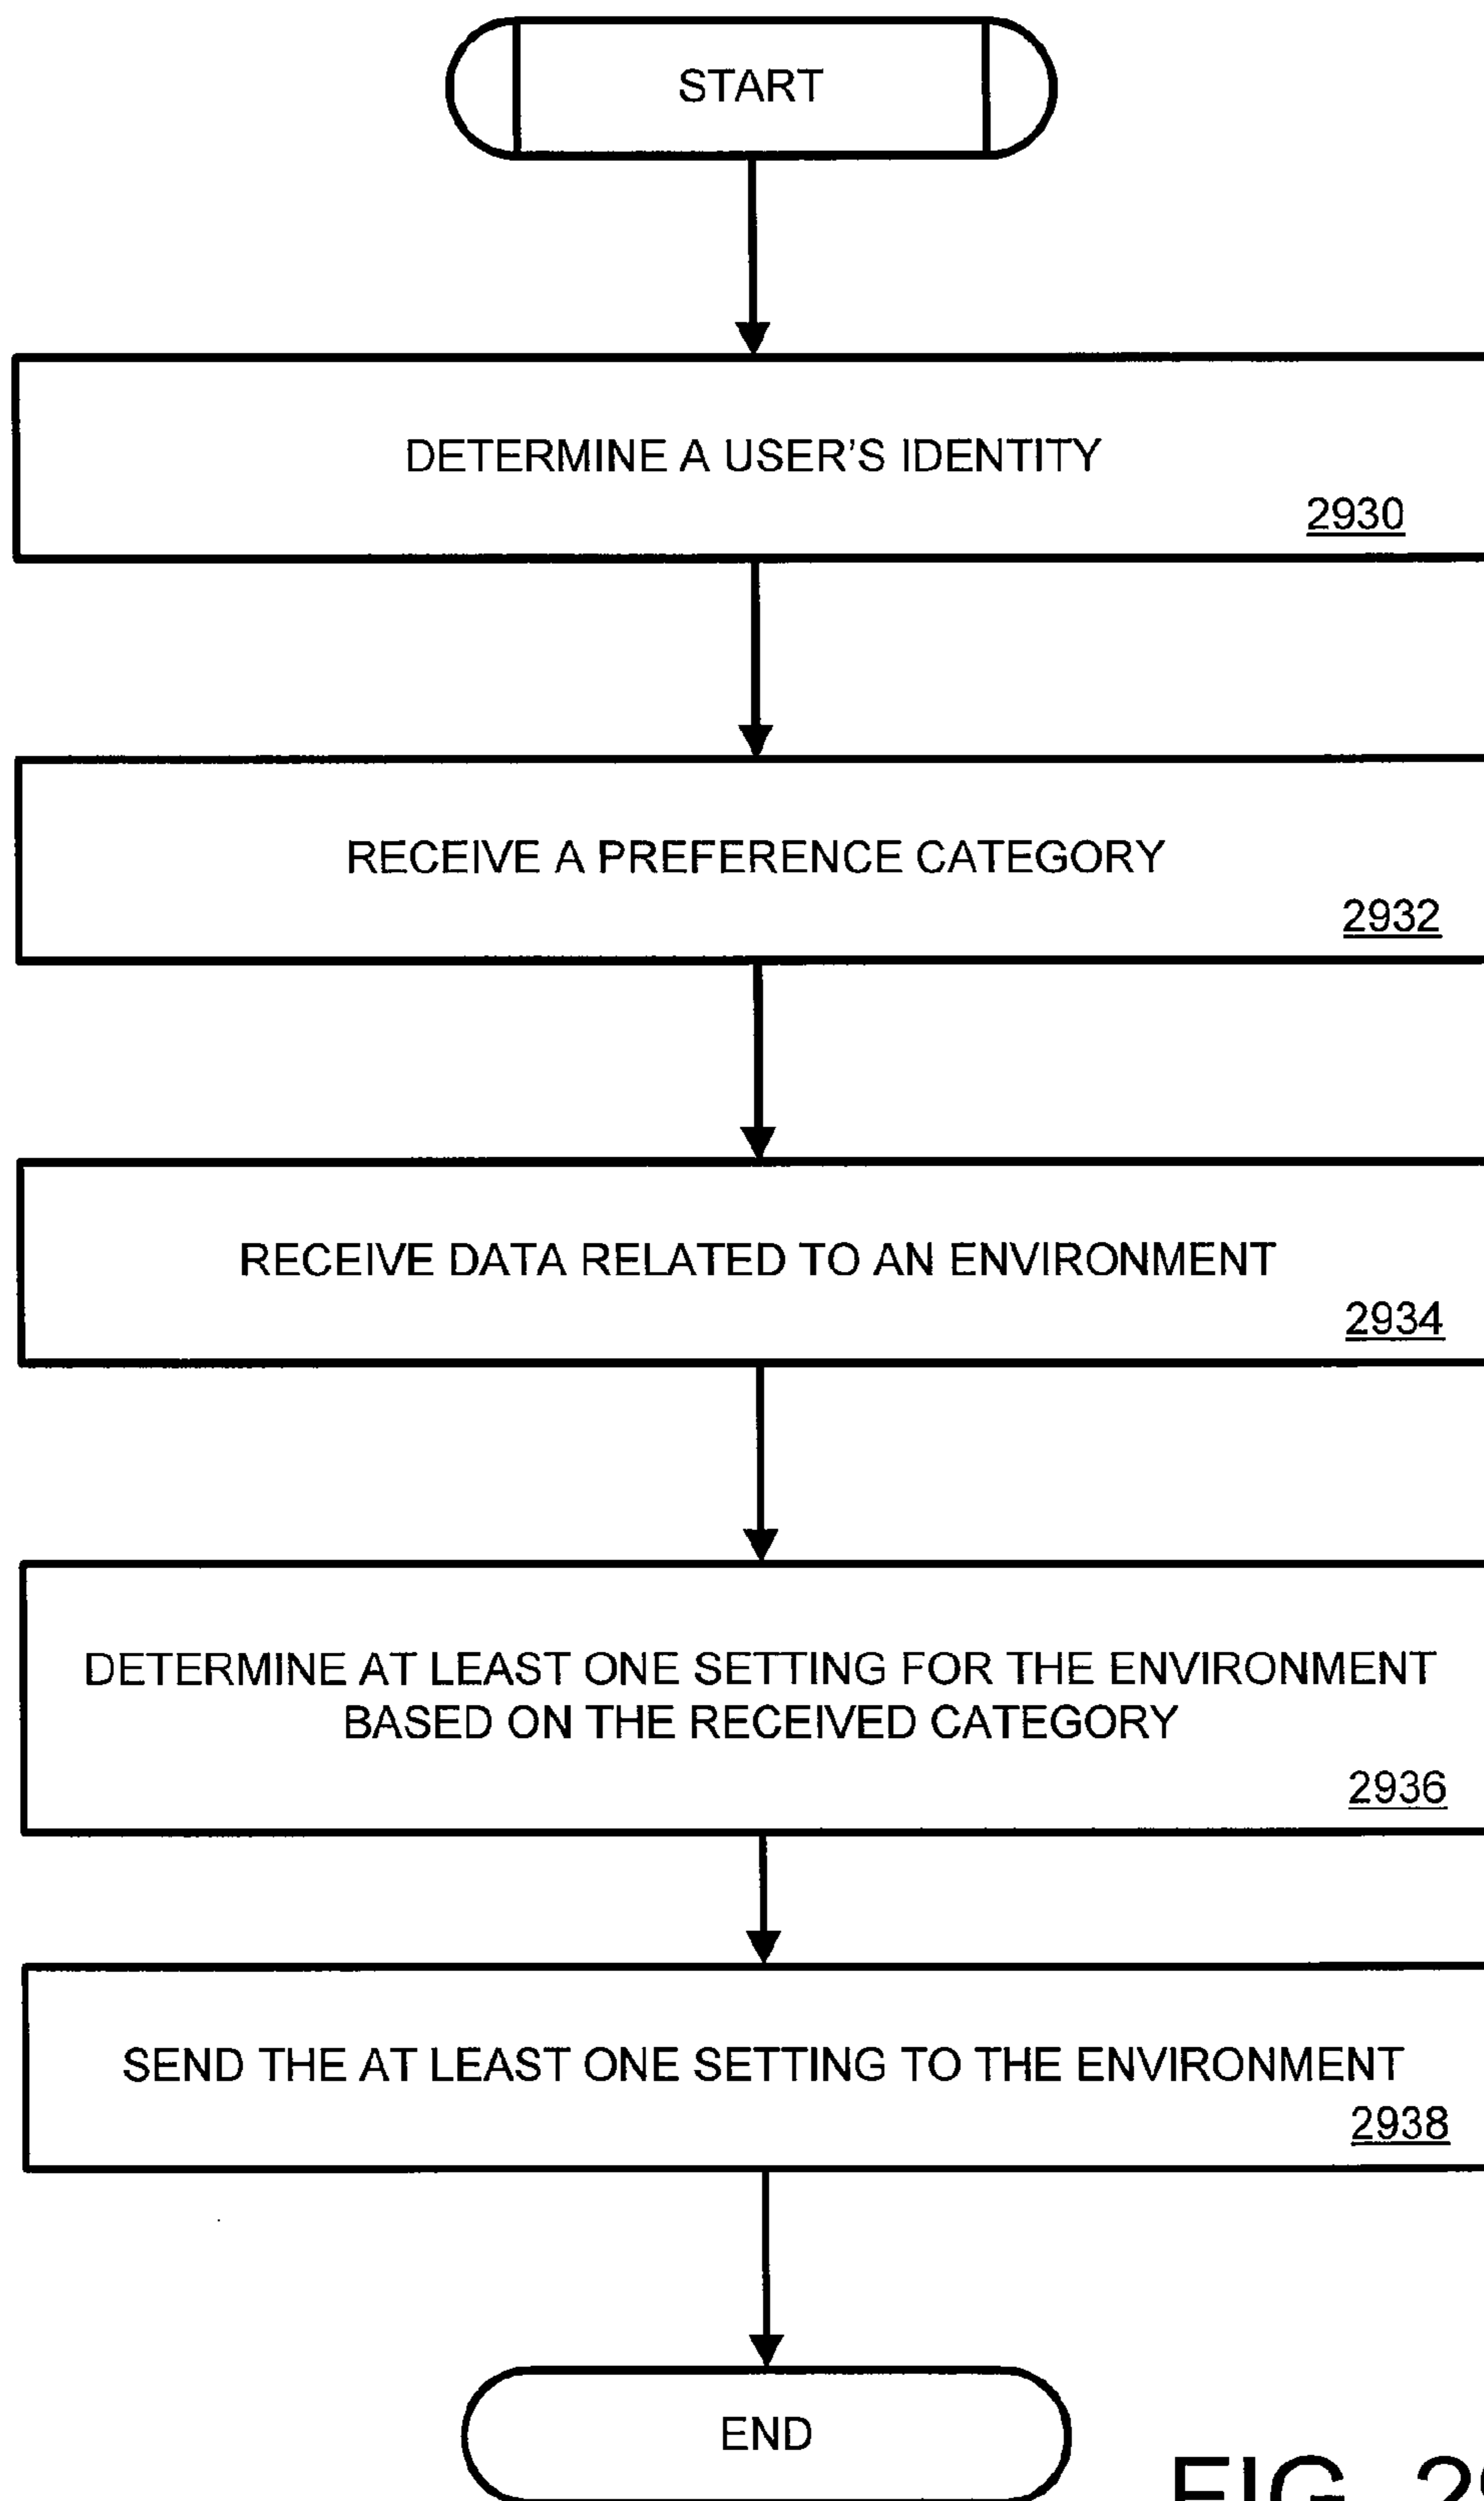 START
DETERMINE A USER'S IDENTITY
2930
RECEIVE A PREFERENCE CATEGORY
2932
RECEIVE DATA RELATED TO AN ENVIRONMENT
2934
DETERMINE AT LEAST ONE SETTING FOR THE ENVIRONMENT
BASED ON THE RECEIVED CATEGORY
2936
SEND THE AT LEAST ONE SETTING TO THE ENVIRONMENT
2938
END
FIG.